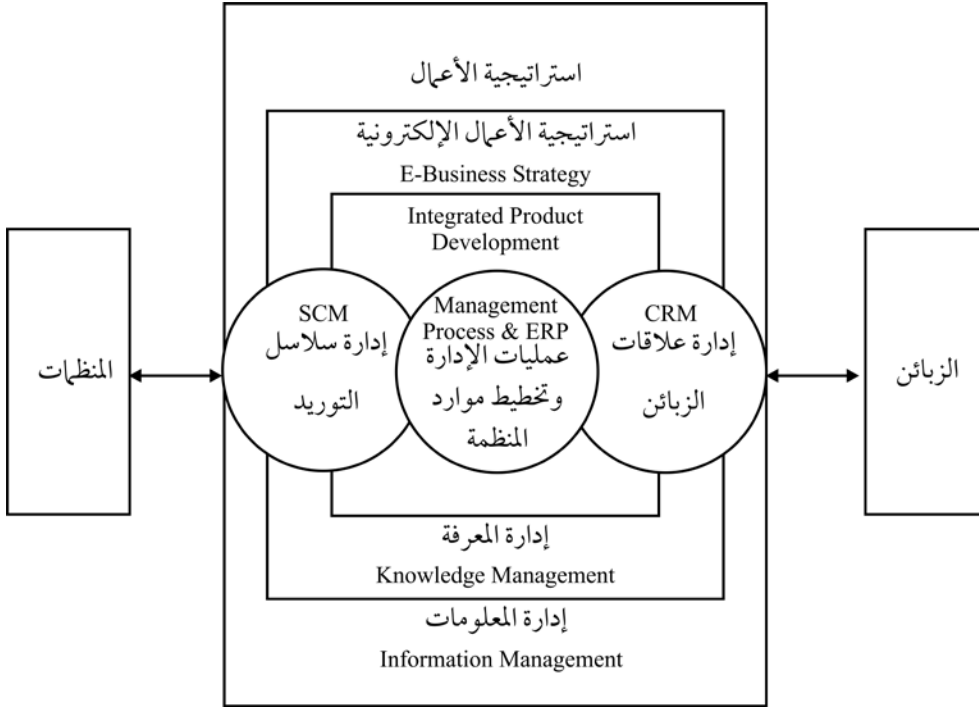 استراتيجية الأعمال
استراتيجية الأعمال الإلكترونية
E-Business Strategy
Integrated Product
Development
المنظمات
SCM
إدارة سلاسل
التوريد
Management
Process & ERP
عمليات الإدارة
وتخطيط موارد
المنظمة
CRM
إدارة علاقات
الزبائن
الزبائن
إدارة المعرفة
Knowledge Management
إدارة المعلومات
Information Management